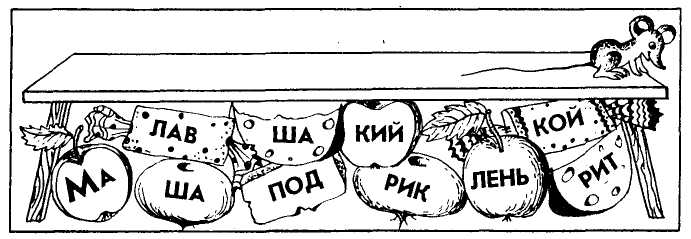 ЛАВ ША КИЙ КОЙ
МА ША ПОД РИК ЛЕНЬ РИТ